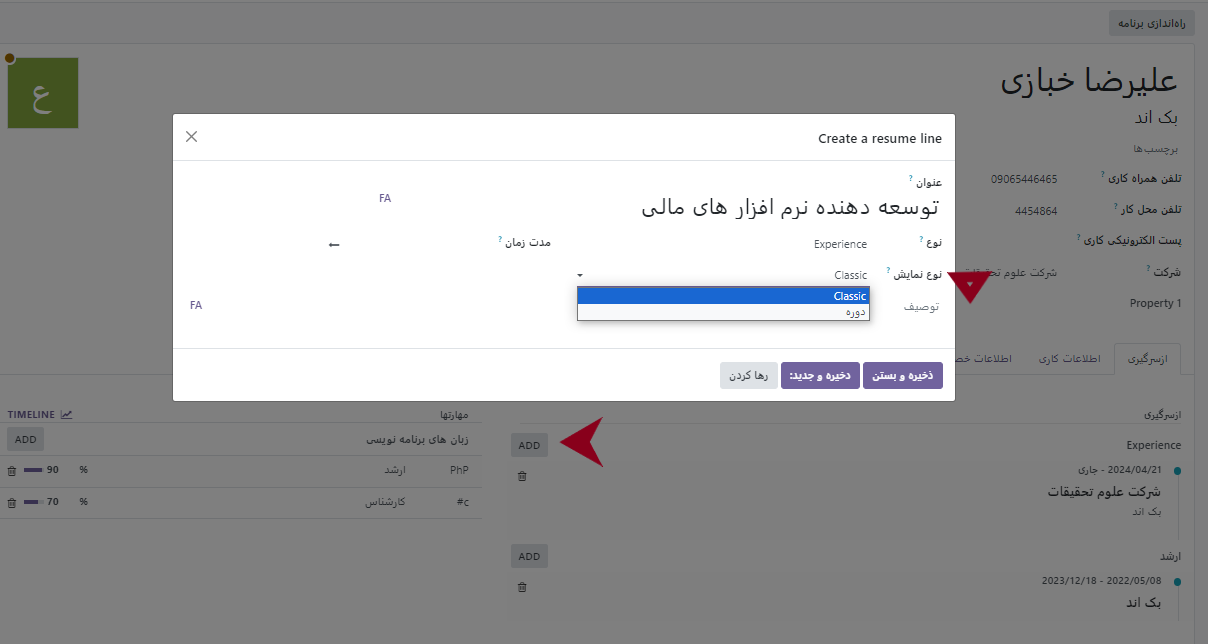 راه‌اندازی برنامه
علیرضا خبازی
ع
بک اند
برچسب‌ها
تلفن همراه کاری ? 09065446465
تلفن محل کار ? 4454864
پست الکترونیکی کاری ?
شرکت ? شرکت علوم تحقیقات
Property 1
Create a resume line
عنوان ?
توسعه دهنده نرم افزار های مالی
FA
نوع ? Experience
مدت زمان ?
نوع نمایش ? Classic
Classic
دوره
توصیف
FA
ذخیره و بستن
ذخیره و جدید:
رها کردن
ازسرگیری
اطلاعات کاری
اطلاعات خص
ازسرگیری
Experience ADD
2024/04/21 - جاری
شرکت علوم تحقیقات
بک اند
ارشد ADD
2022/05/08 - 2023/12/18
بک اند
مهارتها TIMELINE
زبان های برنامه نویسی ADD
PhP ارشد % 90
c# کارشناس % 70